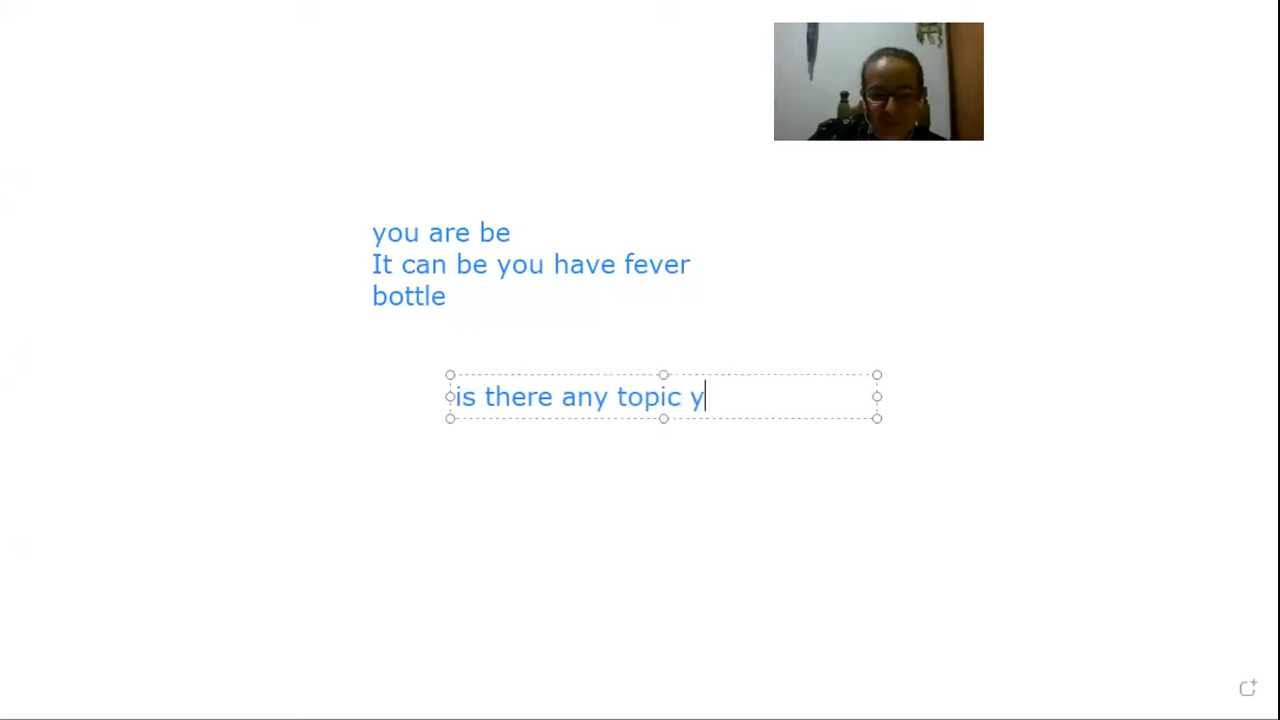 you are be
It can be you have fever
bottle
is there any topic y